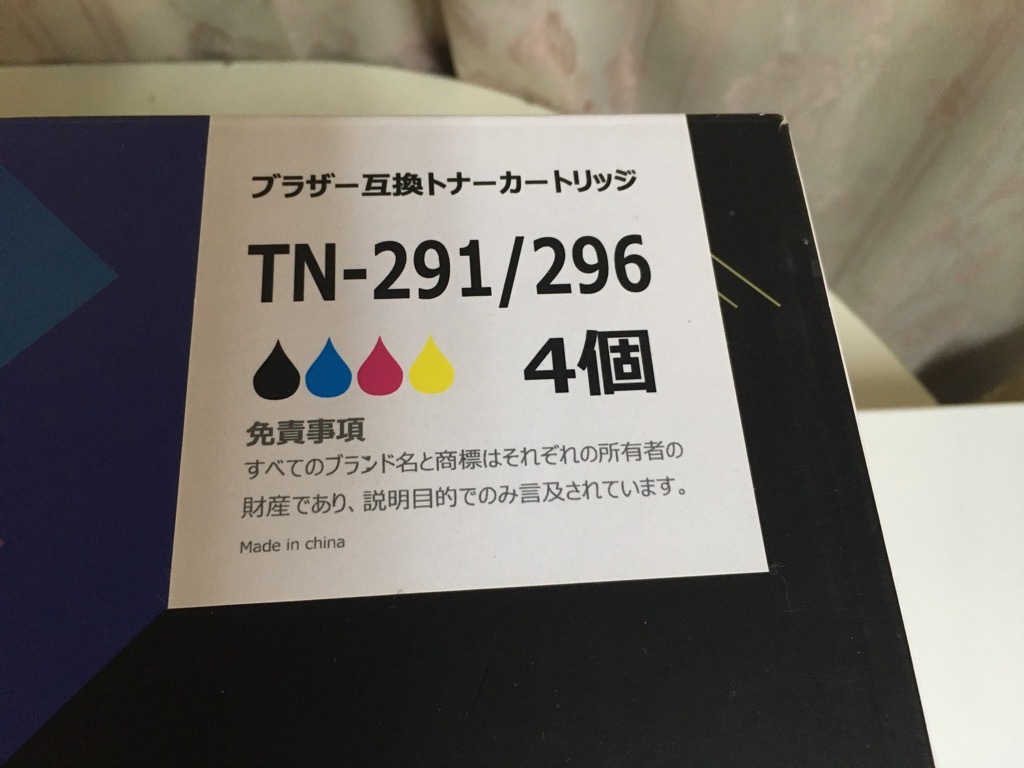 ブラザー互換トナーカートリッジ
TN-291/296
4個
免責事項
すべてのブランド名と商標はそれぞれの所有者の
財産であり、説明目的でのみ言及されています。
Made in china